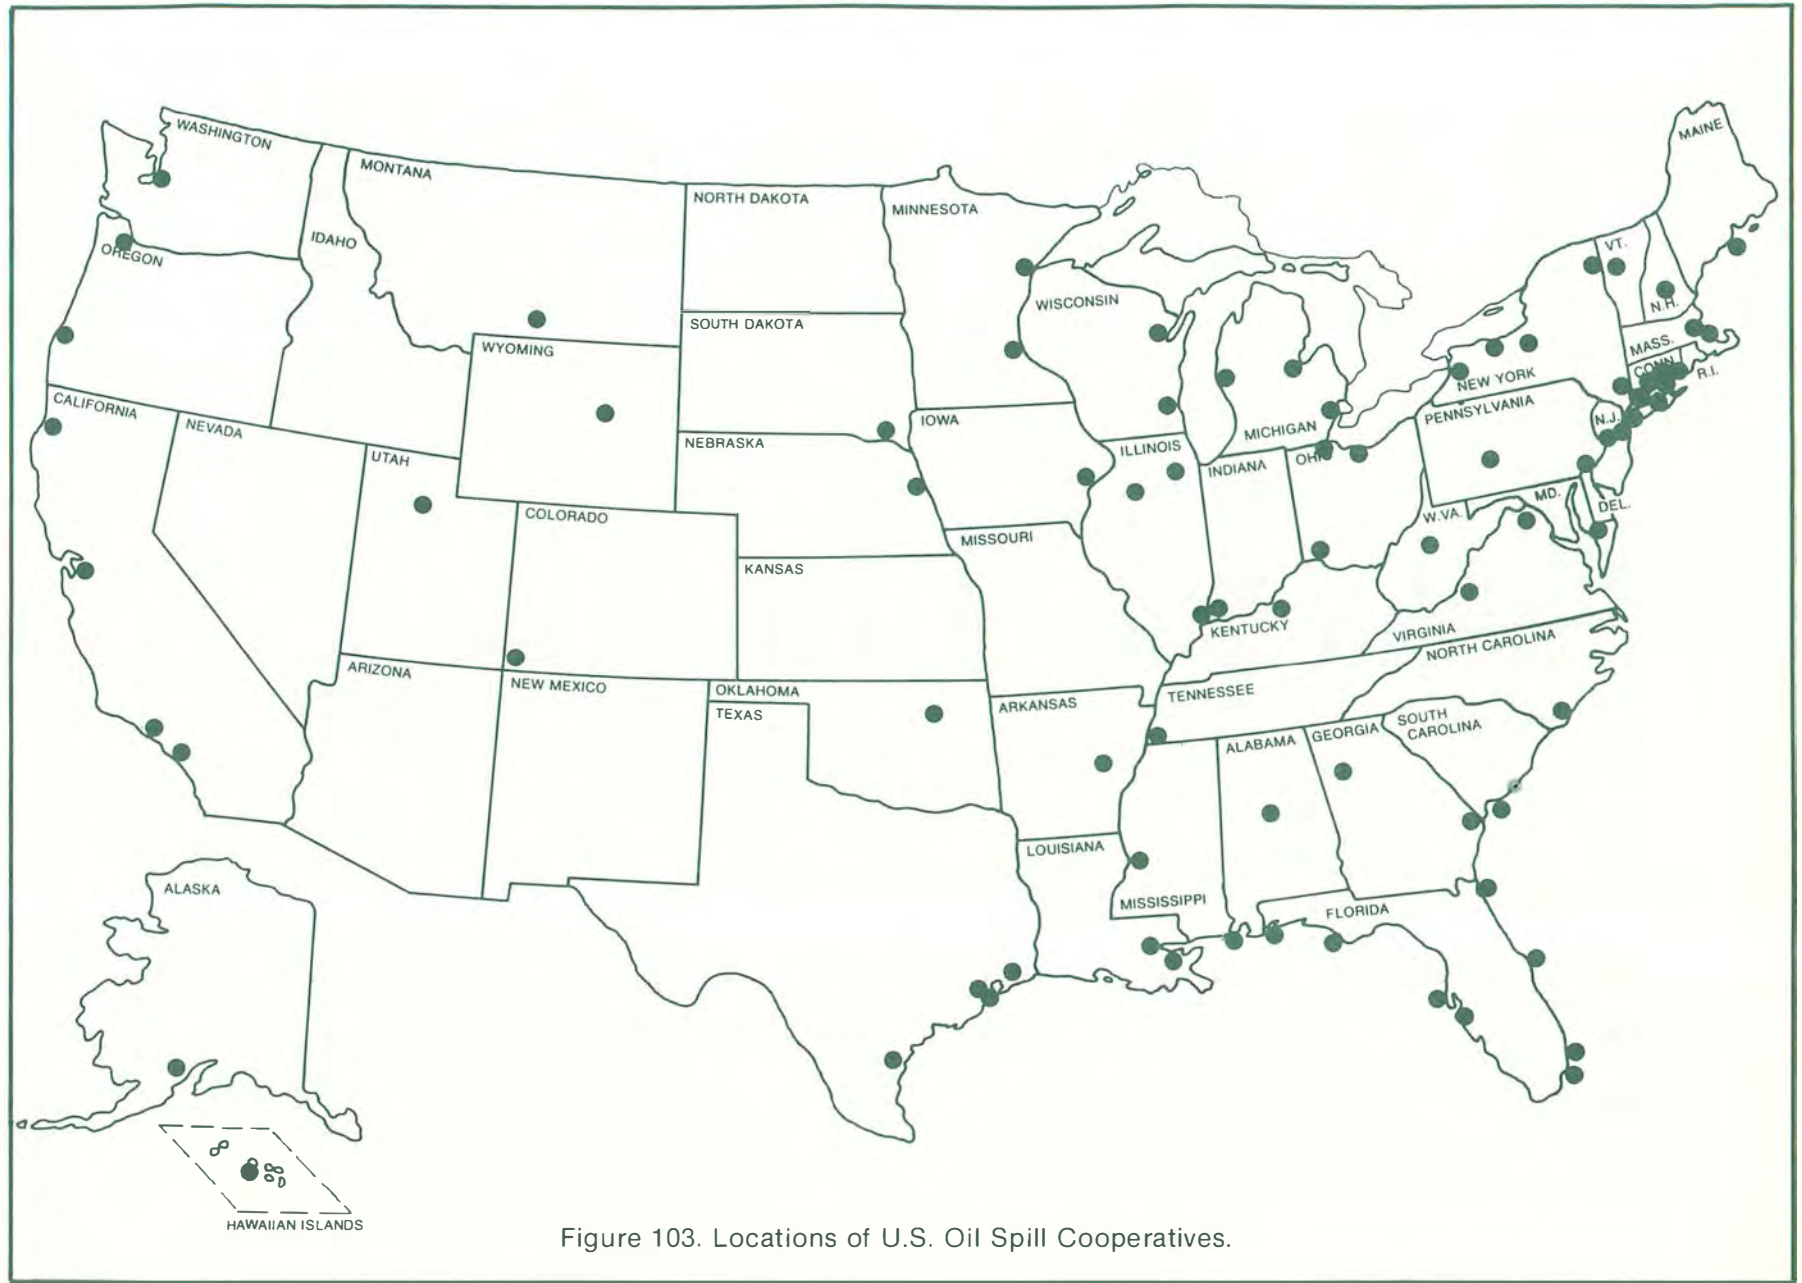 WASHINGTON
MAINE
MONTANA
NORTH DAKOTA
MINNESOTA
IDAHO
VT.
OREGON
WISCONSIN
N.H.
SOUTH DAKOTA
WYOMING
MASS.
CONN.
R.I.
NEW YORK
CALIFORNIA
NEVADA
IOWA
PENNSYLVANIA
N.J.
MICHIGAN
NEBRASKA
ILLINOIS
UTAH
INDIANA
MD.
DEL.
COLORADO
W.VA.
MISSOURI
KANSAS
KENTUCKY
VIRGINIA
NORTH CAROLINA
ARIZONA
NEW MEXICO
OKLAHOMA
TENNESSEE
ARKANSAS
TEXAS
SOUTH
CAROLINA
ALABAMA
GEORGIA
LOUISIANA
ALASKA
MISSISSIPPI
FLORIDA
HAWAIIAN ISLANDS
Figure 103. Locations of U.S. Oil Spill Cooperatives.